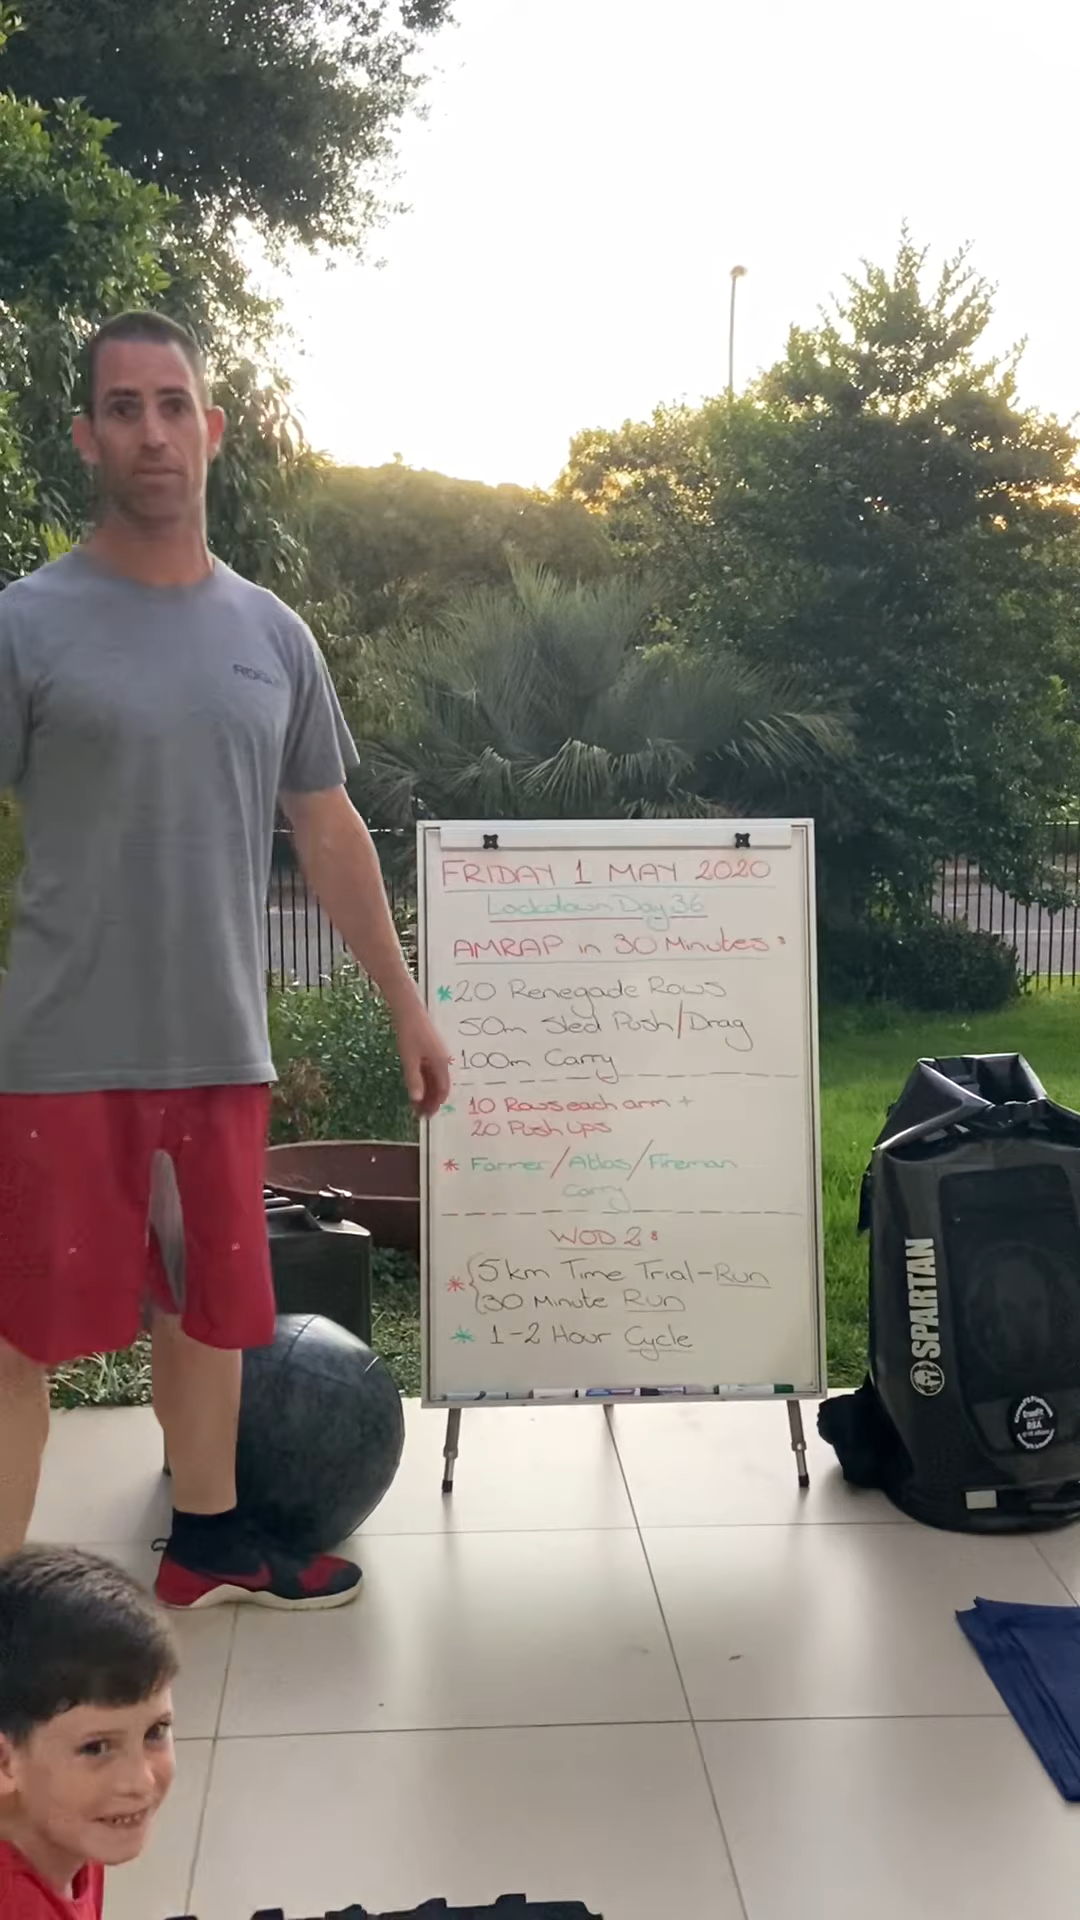 FRIDAY 1 MAY 2020
Lockdown Day 36
AMRAP in 30 Minutes:
* 20 Renegade Rows
50m Sled Push/Drag
* 100m Carry
* 10 Rows each arm +
20 Push Ups
* Farmer/Atlas/Fireman
Carry
WOD 2:
* { 5km Time Trial - Run
30 Minute Run
* 1-2 Hour Cycle
SPARTAN
CrossFit
RBA